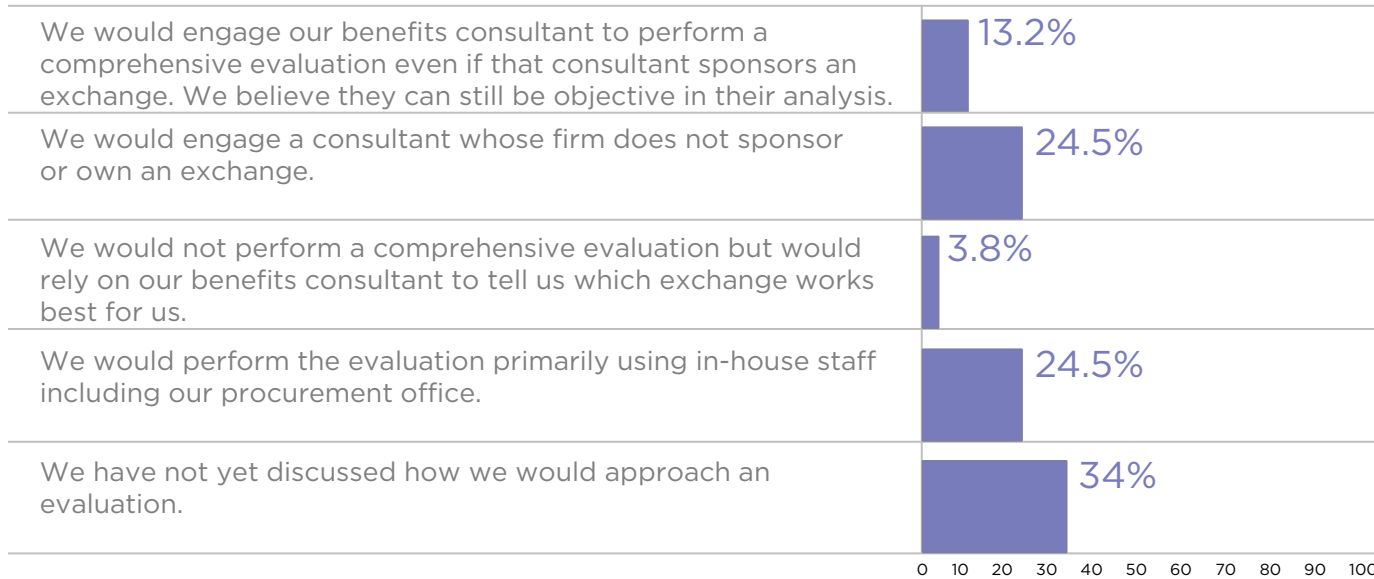 We would engage our benefits consultant to perform a
comprehensive evaluation even if that consultant sponsors an
exchange. We believe they can still be objective in their analysis.
13.2%
We would engage a consultant whose firm does not sponsor
or own an exchange.
24.5%
We would not perform a comprehensive evaluation but would
rely on our benefits consultant to tell us which exchange works
best for us.
3.8%
We would perform the evaluation primarily using in-house staff
including our procurement office.
24.5%
We have not yet discussed how we would approach an
evaluation.
34%
0 10 20 30 40 50 60 70 80 90 100